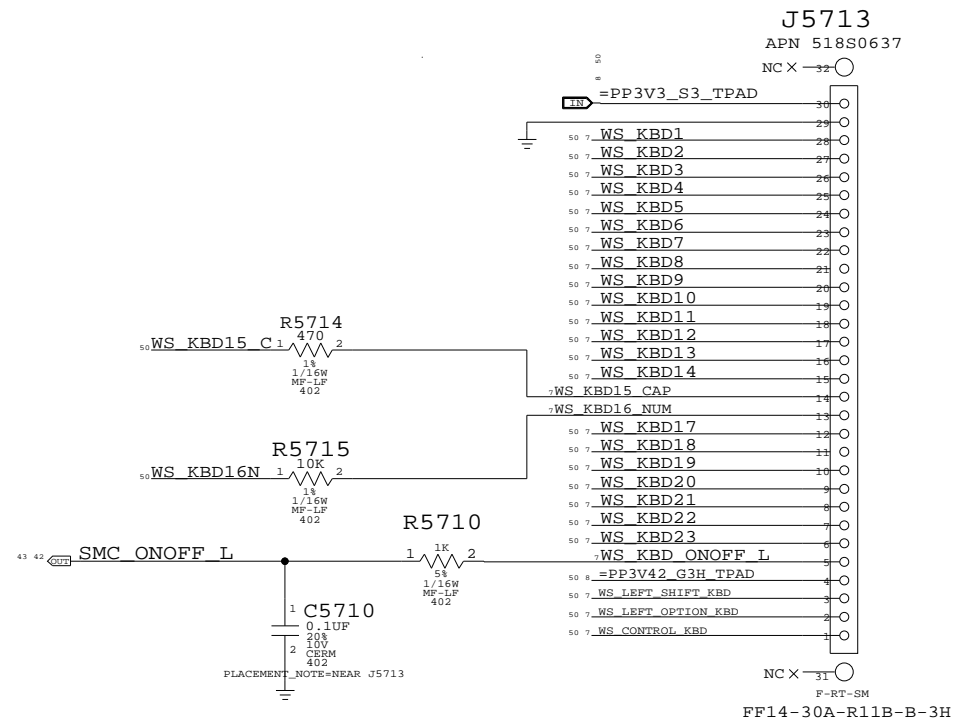 J5713
APN 518S0637
NC 32
8 50
IN =PP3V3_S3_TPAD 30
29
50 7 WS_KBD1 28
50 7 WS_KBD2 27
50 7 WS_KBD3 26
50 7 WS_KBD4 25
50 7 WS_KBD5 24
50 7 WS_KBD6 23
50 7 WS_KBD7 22
50 7 WS_KBD8 21
50 7 WS_KBD9 20
50 7 WS_KBD10 19
50 7 WS_KBD11 18
50 7 WS_KBD12 17
50 7 WS_KBD13 16
50 7 WS_KBD14 15
7 WS_KBD15_CAP 14
7 WS_KBD16_NUM 13
50 7 WS_KBD17 12
50 7 WS_KBD18 11
50 7 WS_KBD19 10
50 7 WS_KBD20 9
50 7 WS_KBD21 8
50 7 WS_KBD22 7
50 7 WS_KBD23 6
7 WS_KBD_ONOFF_L 5
50 8 =PP3V42_G3H_TPAD 4
50 7 WS_LEFT_SHIFT_KBD 3
50 7 WS_LEFT_OPTION_KBD 2
50 7 WS_CONTROL_KBD 1
NC 31
F-RT-SM
FF14-30A-R11B-B-3H
R5714
470
50 WS_KBD15_C 1 2
1%
1/16W
MF-LF
402
R5715
10K
50 WS_KBD16N 1 2
1%
1/16W
MF-LF
402
R5710
1K
43 42 OUT SMC_ONOFF_L 1 2
5%
1/16W
MF-LF
402
1 C5710
0.1UF
20%
2 10V
CERM
402
PLACEMENT_NOTE=NEAR J5713